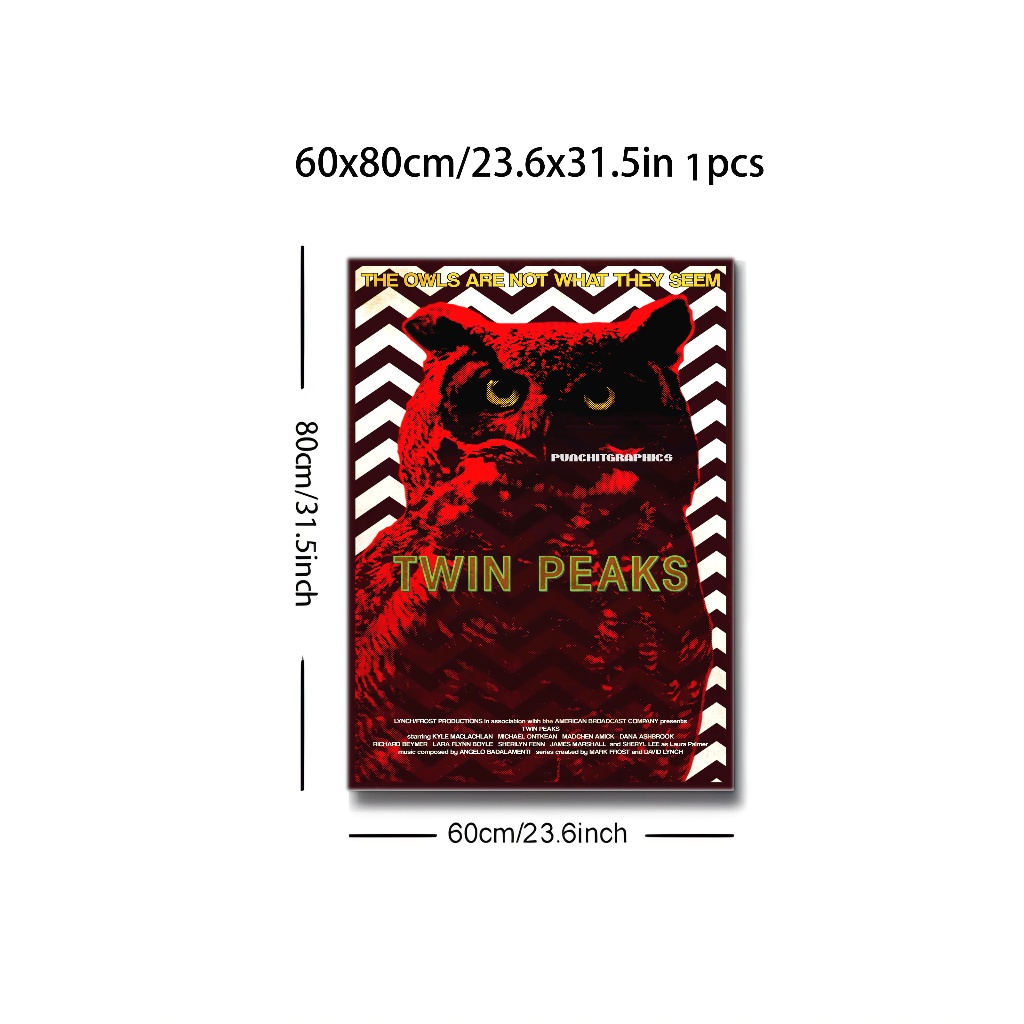 60x80cm/23.6x31.5in 1pcs
THE OWLS ARE NOT WHAT THEY SEEM
PUNCHITGRAPHICS
80cm/31.5inch
TWIN PEAKS
LYNCH/FROST PRODUCTIONS in association with the AMERICAN BROADCAST COMPANY presents
TWIN PEAKS
starring KYLE MACLACHLAN MICHAEL ONTKEAN MADCHEN AMICK DANA ASHBROOK
RICHARD BEYMER LARA FLYNN BOYLE SHERILYN FENN JAMES MARSHALL and SHERYL LEE as Laura Palmer
music composed by ANGELO BADALAMENTI series created by MARK FROST and DAVID LYNCH
60cm/23.6inch